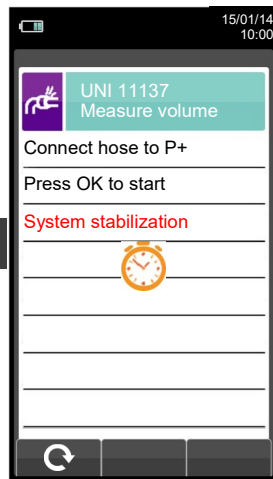 15/01/14
10:00
UNI 11137
Measure volume
Connect hose to P+
Press OK to start
System stabilization